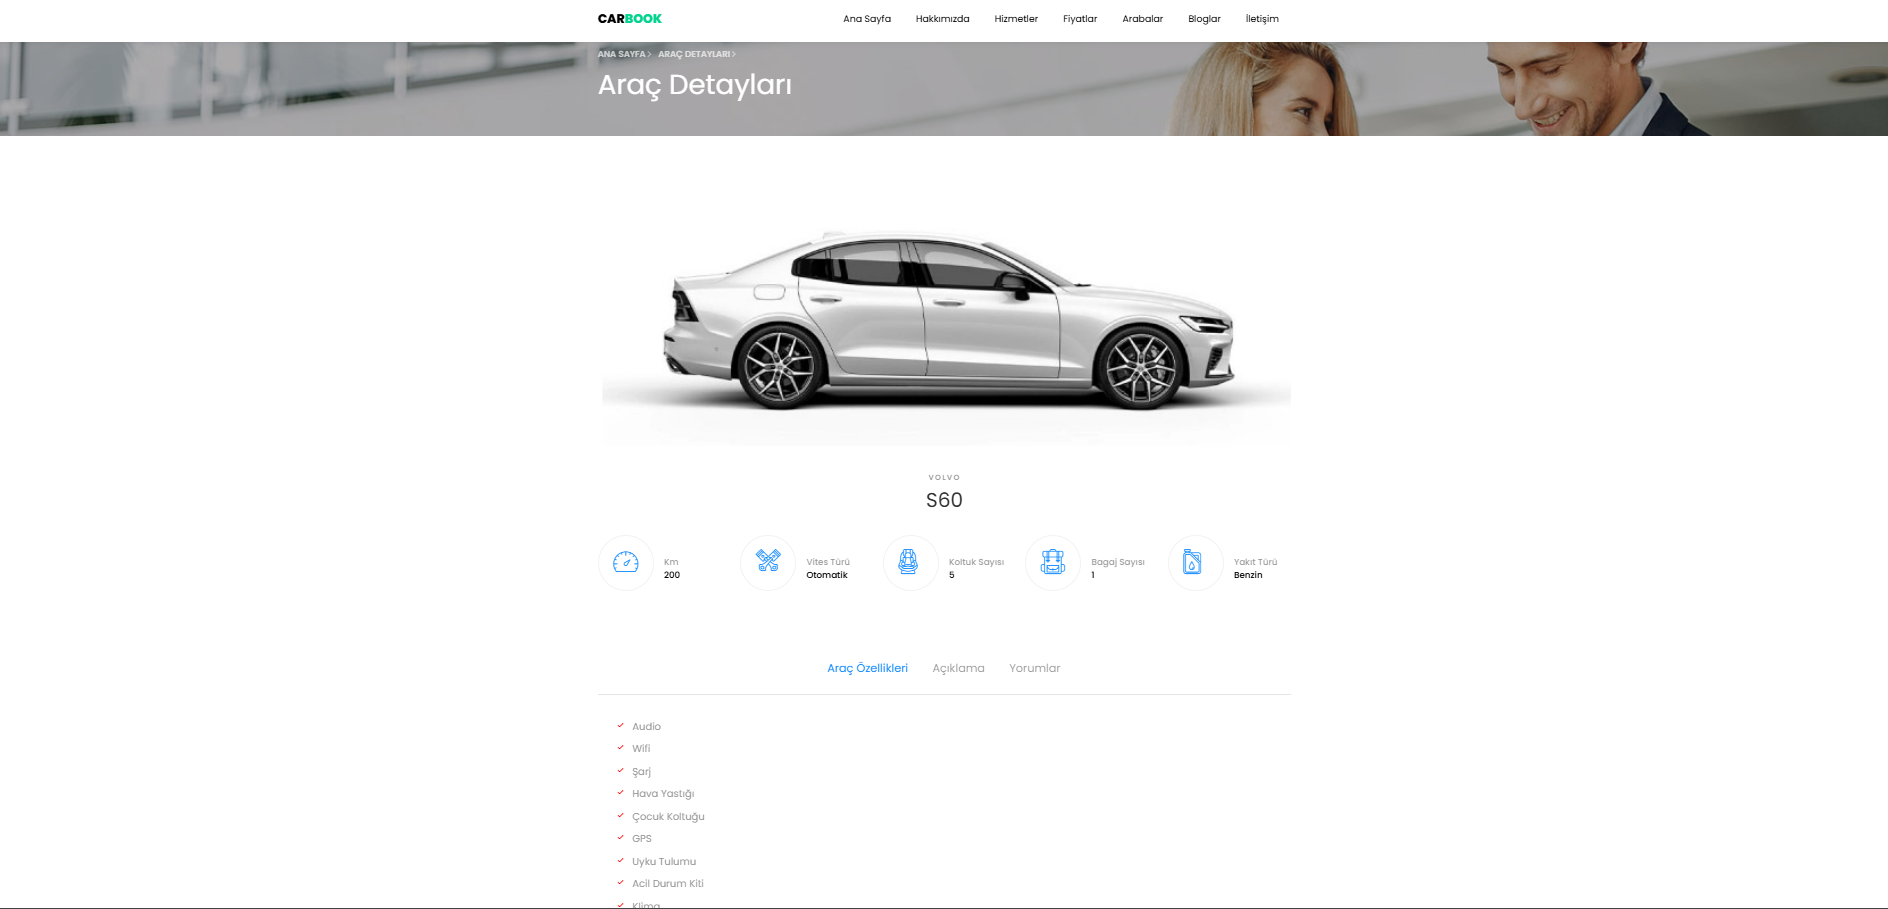 CARBOOK Ana Sayfa Hakkımızda Hizmetler Fiyatlar Arabalar Bloglar İletişim
ANA SAYFA > ARAÇ DETAYLARI >
Araç Detayları
VOLVO
S60
Km Vites Türü Koltuk Sayısı Bagaj Sayısı Yakıt Türü
200 Otomatik 5 1 Benzin
Araç Özellikleri Açıklama Yorumlar
Audio
Wifi
Şarj
Hava Yastığı
Çocuk Koltuğu
GPS
Uyku Tulumu
Acil Durum Kiti
Klima